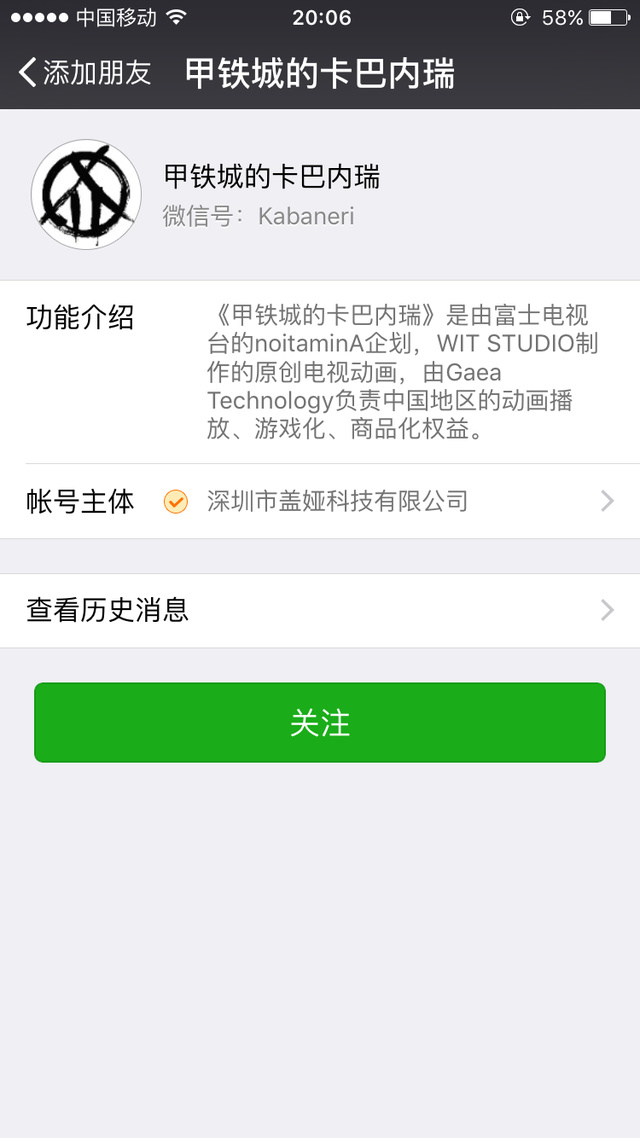 中国移动 20:06 58%
添加朋友 甲铁城的卡巴内瑞
甲铁城的卡巴内瑞
微信号：Kabaneri
功能介绍
《甲铁城的卡巴内瑞》是由富士电视
台的noitaminA企划，WIT STUDIO制
作的原创电视动画，由Gaea
Technology负责中国地区的动画播
放、游戏化、商品化权益。
帐号主体 深圳市盖娅科技有限公司
查看历史消息
关注